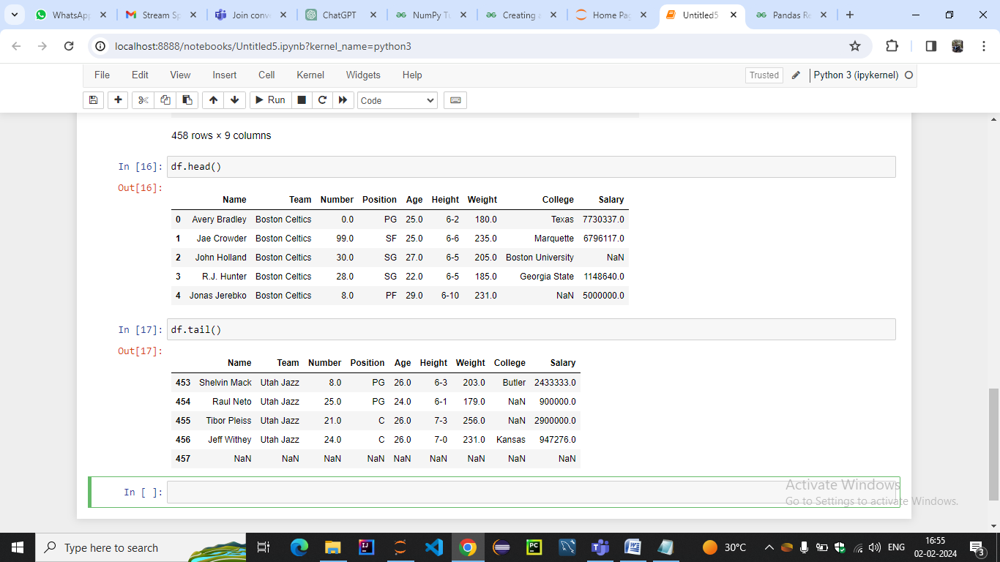 WhatsApp Stream Sp Join conv ChatGPT NumPy Tu Creating a Home Pag Untitled5 Pandas Re
localhost:8888/notebooks/Untitled5.ipynb?kernel_name=python3
File Edit View Insert Cell Kernel Widgets Help Trusted Python 3 (ipykernel)
Run Code
458 rows × 9 columns
In [16]: df.head()
Out[16]:
Name Team Number Position Age Height Weight College Salary
0 Avery Bradley Boston Celtics 0.0 PG 25.0 6-2 180.0 Texas 7730337.0
1 Jae Crowder Boston Celtics 99.0 SF 25.0 6-6 235.0 Marquette 6796117.0
2 John Holland Boston Celtics 30.0 SG 27.0 6-5 205.0 Boston University NaN
3 R.J. Hunter Boston Celtics 28.0 SG 22.0 6-5 185.0 Georgia State 1148640.0
4 Jonas Jerebko Boston Celtics 8.0 PF 29.0 6-10 231.0 NaN 5000000.0
In [17]: df.tail()
Out[17]:
Name Team Number Position Age Height Weight College Salary
453 Shelvin Mack Utah Jazz 8.0 PG 26.0 6-3 203.0 Butler 2433333.0
454 Raul Neto Utah Jazz 25.0 PG 24.0 6-1 179.0 NaN 900000.0
455 Tibor Pleiss Utah Jazz 21.0 C 26.0 7-3 256.0 NaN 2900000.0
456 Jeff Withey Utah Jazz 24.0 C 26.0 7-0 231.0 Kansas 947276.0
457 NaN NaN NaN NaN NaN NaN NaN NaN NaN
In [ ]:
Activate Windows
Go to Settings to activate Windows.
Type here to search 30°C ENG 16:55
02-02-2024 3